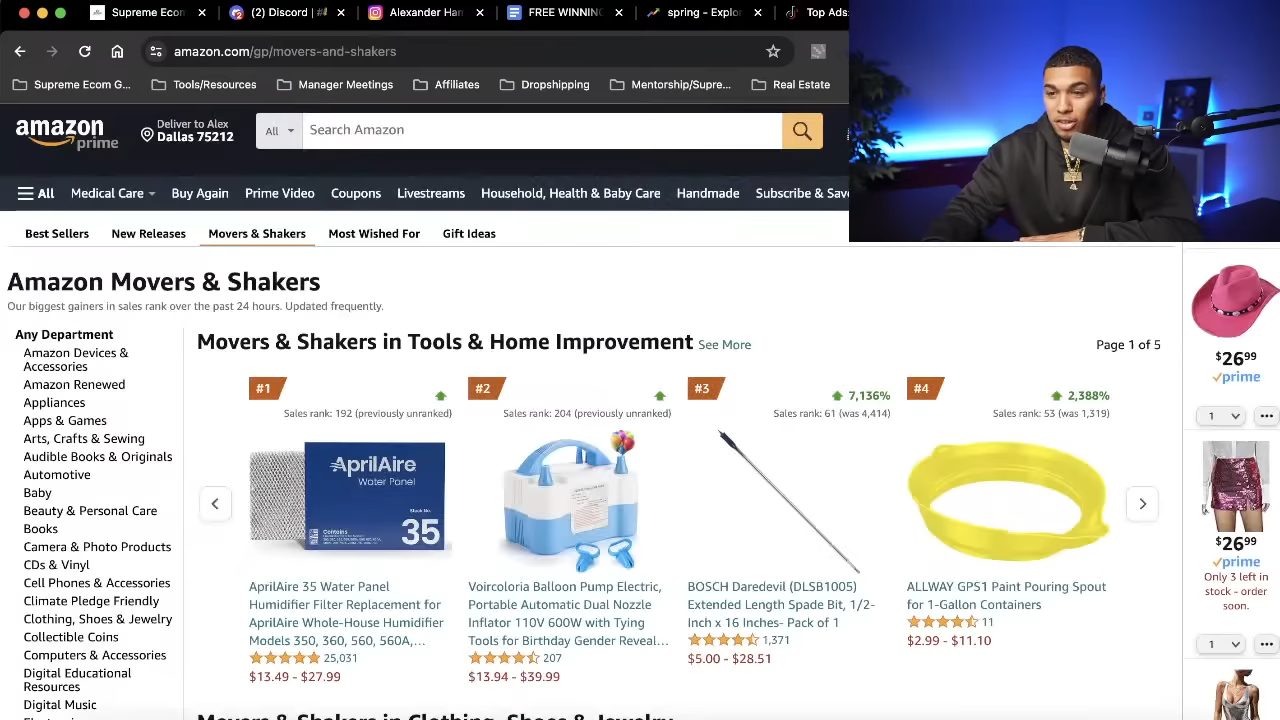 Supreme Econ
(2) Discord | #
Alexander Han
FREE WINNING
spring - Explor
Top Ads:
amazon.com/gp/movers-and-shakers
Supreme Ecom G...
Tools/Resources
Manager Meetings
Affiliates
Dropshipping
Mentorship/Supre...
Real Estate
amazon
prime
Deliver to Alex
Dallas 75212
All
Search Amazon
All
Medical Care
Buy Again
Prime Video
Coupons
Livestreams
Household, Health & Baby Care
Handmade
Subscribe & Save
Best Sellers
New Releases
Movers & Shakers
Most Wished For
Gift Ideas
Amazon Movers & Shakers
Our biggest gainers in sales rank over the past 24 hours. Updated frequently.
Any Department
Amazon Devices &
Accessories
Amazon Renewed
Appliances
Apps & Games
Arts, Crafts & Sewing
Audible Books & Originals
Automotive
Baby
Beauty & Personal Care
Books
Camera & Photo Products
CDs & Vinyl
Cell Phones & Accessories
Climate Pledge Friendly
Clothing, Shoes & Jewelry
Collectible Coins
Computers & Accessories
Digital Educational
Resources
Digital Music
Movers & Shakers in Tools & Home Improvement See More
Page 1 of 5
#1
Sales rank: 192 (previously unranked)
AprilAire
Water Panel
Stock No.
35
AprilAire 35 Water Panel
Humidifier Filter Replacement for
AprilAire Whole-House Humidifier
Models 350, 360, 560, 560A,...
25,031
$13.49 - $27.99
#2
Sales rank: 204 (previously unranked)
Voircoloria Balloon Pump Electric,
Portable Automatic Dual Nozzle
Inflator 110V 600W with Tying
Tools for Birthday Gender Reveal...
207
$13.94 - $39.99
#3
7,136%
Sales rank: 61 (was 4,414)
BOSCH Daredevil (DLSB1005)
Extended Length Spade Bit, 1/2-
Inch x 16 Inches- Pack of 1
1,371
$5.00 - $28.51
#4
2,388%
Sales rank: 53 (was 1,319)
ALLWAY GPS1 Paint Pouring Spout
for 1-Gallon Containers
11
$2.99 - $11.10
Movers & Shakers in Clothing, Shoes & Jewelry
$26.99
prime
1
$26.99
prime
Only 3 left in
stock - order
soon.
1